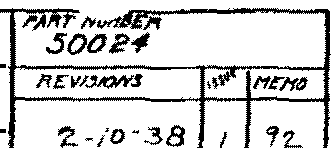 PART NUMBER
50024
REVISIONS ISSUE MEMO
2-10-38 1 92